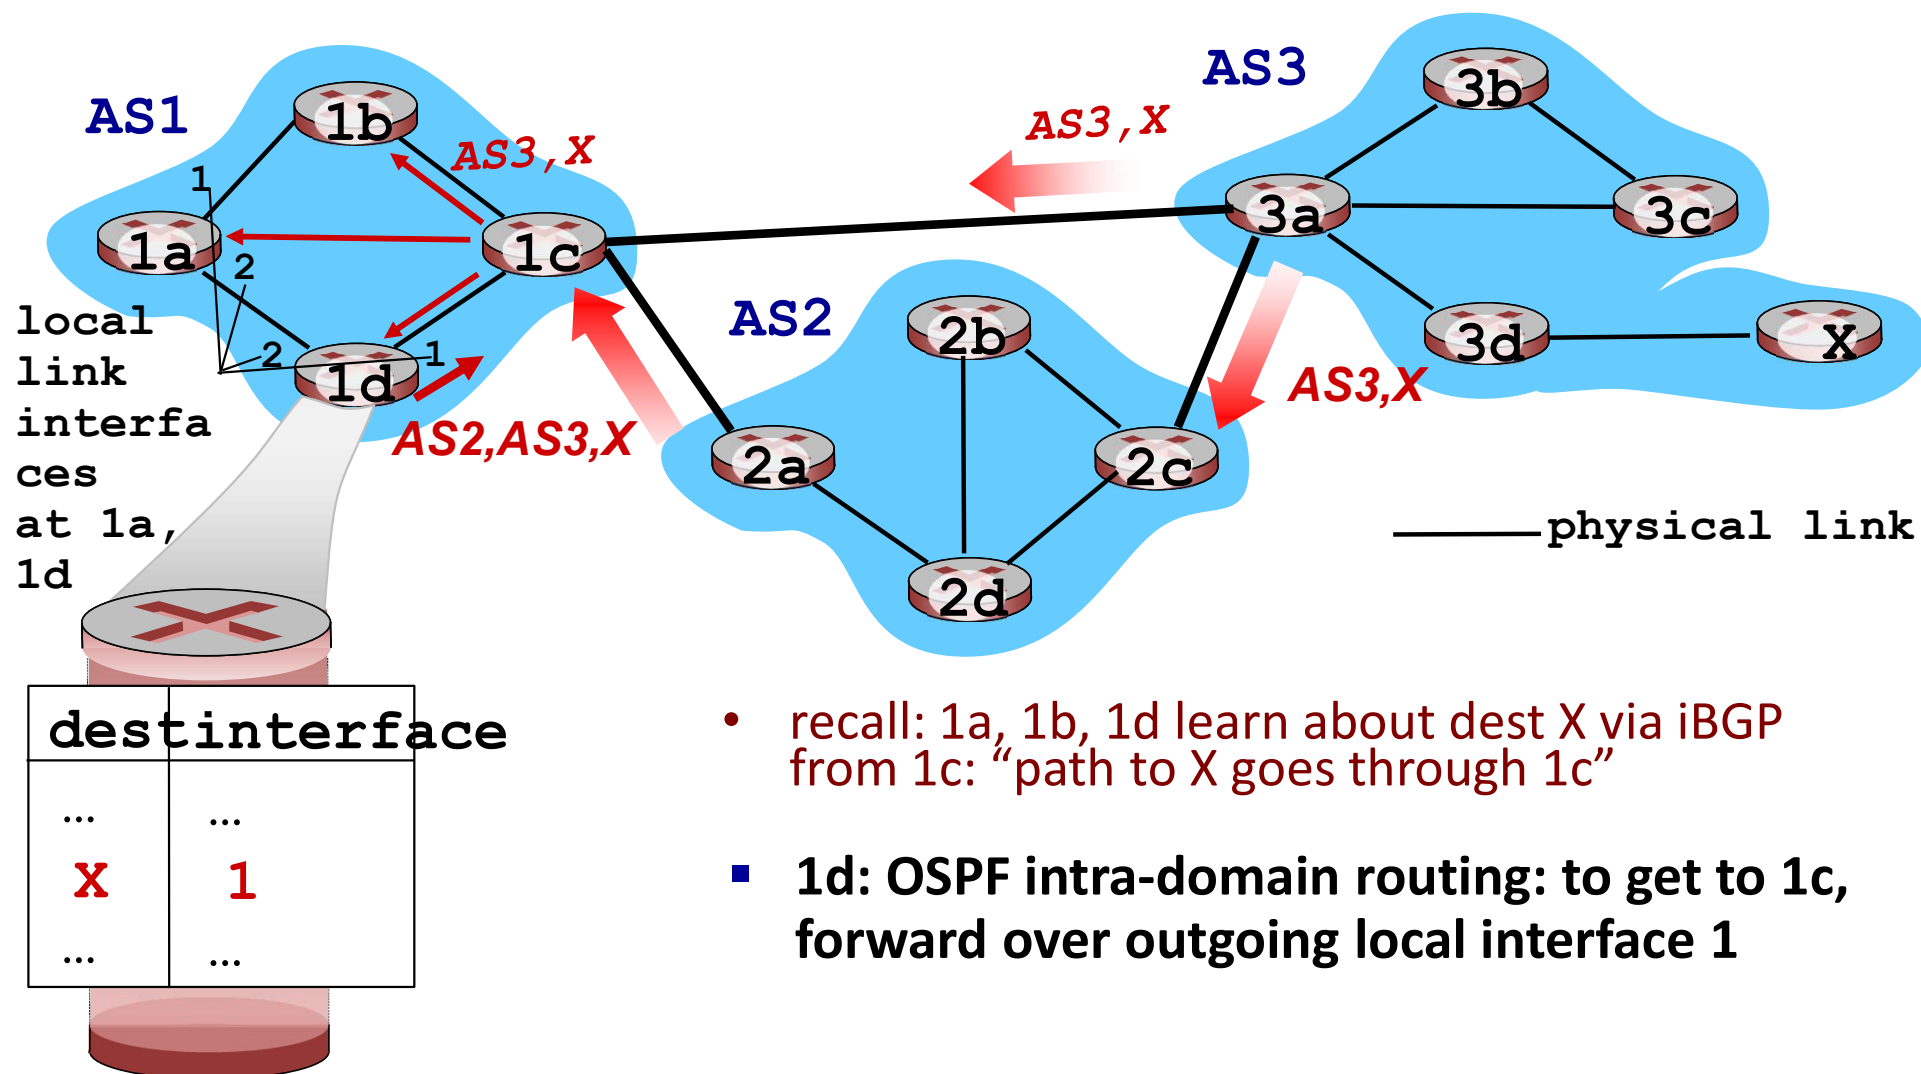 AS3
3b
AS1
1b
AS3,X
AS3,X
1
3a
3c
1a
1c
2
local
link
interfa
ces
at 1a,
1d
AS2
2b
3d
X
2
1
1d
AS3,X
AS2,AS3,X
2a
2c
physical link
2d
dest interface
… …
X 1
… …
• recall: 1a, 1b, 1d learn about dest X via iBGP
from 1c: “path to X goes through 1c”
▪ 1d: OSPF intra-domain routing: to get to 1c,
forward over outgoing local interface 1